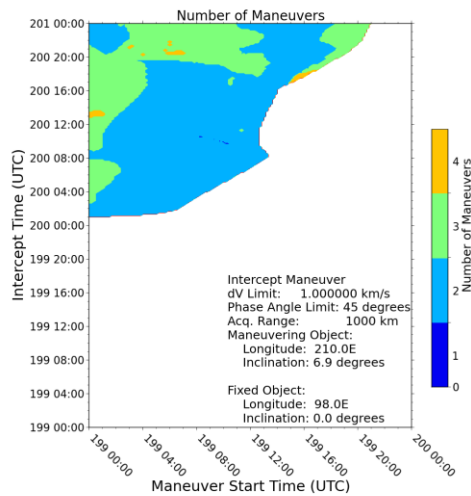 Number of Maneuvers
201 00:00
200 20:00
200 16:00
200 12:00
200 08:00
200 04:00
200 00:00
199 20:00
199 16:00
199 12:00
199 08:00
199 04:00
199 00:00
Intercept Time (UTC)
Intercept Maneuver
dV Limit: 1.000000 km/s
Phase Angle Limit: 45 degrees
Acq. Range: 1000 km
Maneuvering Object:
Longitude: 210.0E
Inclination: 6.9 degrees
Fixed Object:
Longitude: 98.0E
Inclination: 0.0 degrees
199 00:00
199 04:00
199 08:00
199 12:00
199 16:00
199 20:00
200 00:00
Maneuver Start Time (UTC)
4
3
2
1
0
Number of Maneuvers